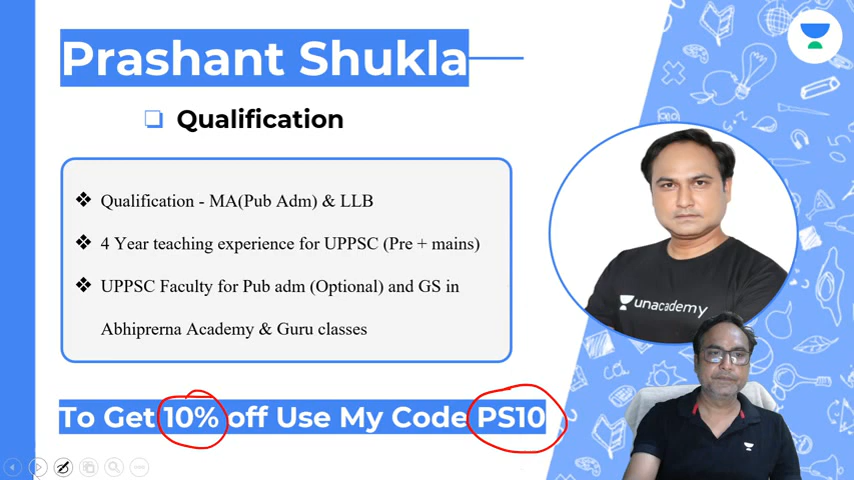 Prashant Shukla
Qualification
Qualification - MA(Pub Adm) & LLB
4 Year teaching experience for UPPSC (Pre + mains)
UPPSC Faculty for Pub adm (Optional) and GS in
Abhiprerna Academy & Guru classes
unacademy
To Get 10% off Use My Code PS10